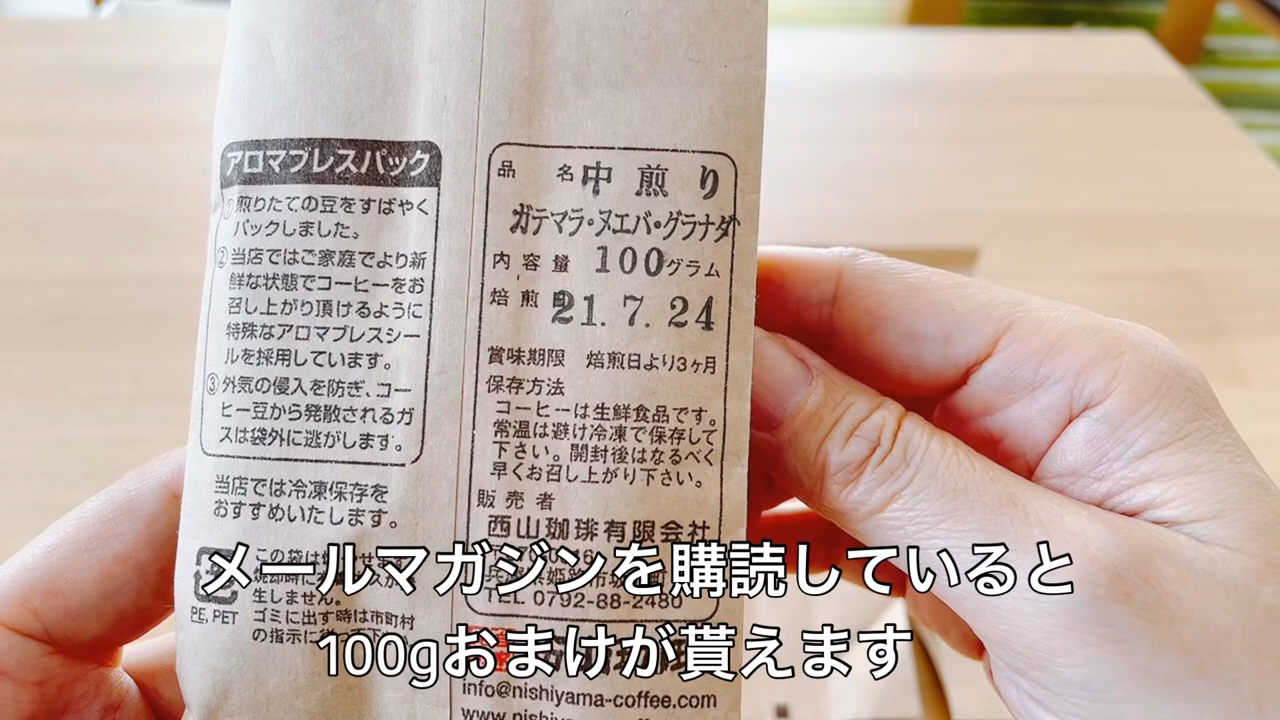 アロマブレスパック
①煎りたての豆をすばやく
パックしました。
②当店ではご家庭でより新
鮮な状態でコーヒーをお
召し上がり頂けるように
特殊なアロマブレスシー
ルを採用しています。
③外気の侵入を防ぎ、コー
ヒー豆から発散されるガ
スは袋外に逃がします。
当店では冷凍保存を
おすすめいたします。
この袋は
生しません。
ゴミに出す時は市町村
の指示に
PE, PET
品名 中煎り
ガテマラ・ヌエバ・グラナダ
内容量 100グラム
焙煎日 21.7.24
賞味期限 焙煎日より3ヶ月
保存方法
コーヒーは生鮮食品です。
常温は避け冷凍で保存して
下さい。開封後はなるべく
早くお召し上がり下さい。
販売者
西山珈琲有限会社
TEL 0792-88-2480
info@nishiyama-coffee.com
メールマガジンを購読していると
100gおまけが貰えます